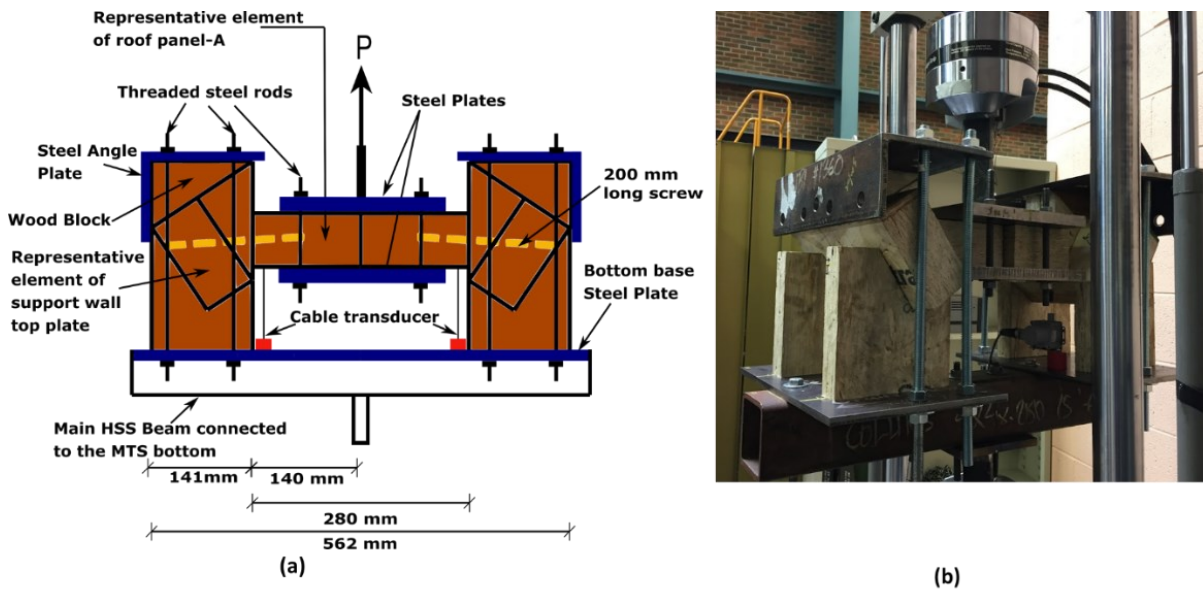 Representative element
of roof panel-A
P
Threaded steel rods
Steel Plates
Steel Angle
Plate
200 mm
long screw
Wood Block
Representative
element of
support wall
top plate
Bottom base
Steel Plate
Cable transducer
Main HSS Beam connected
to the MTS bottom
141mm
140 mm
280 mm
562 mm
(a)
(b)